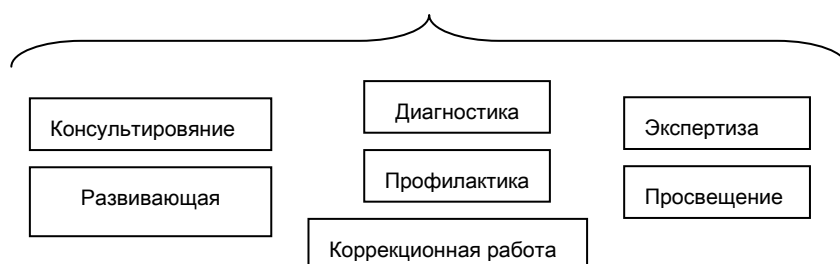 Консультировяние
Диагностика
Экспертиза
Развивающая
Профилактика
Просвещение
Коррекционная работа